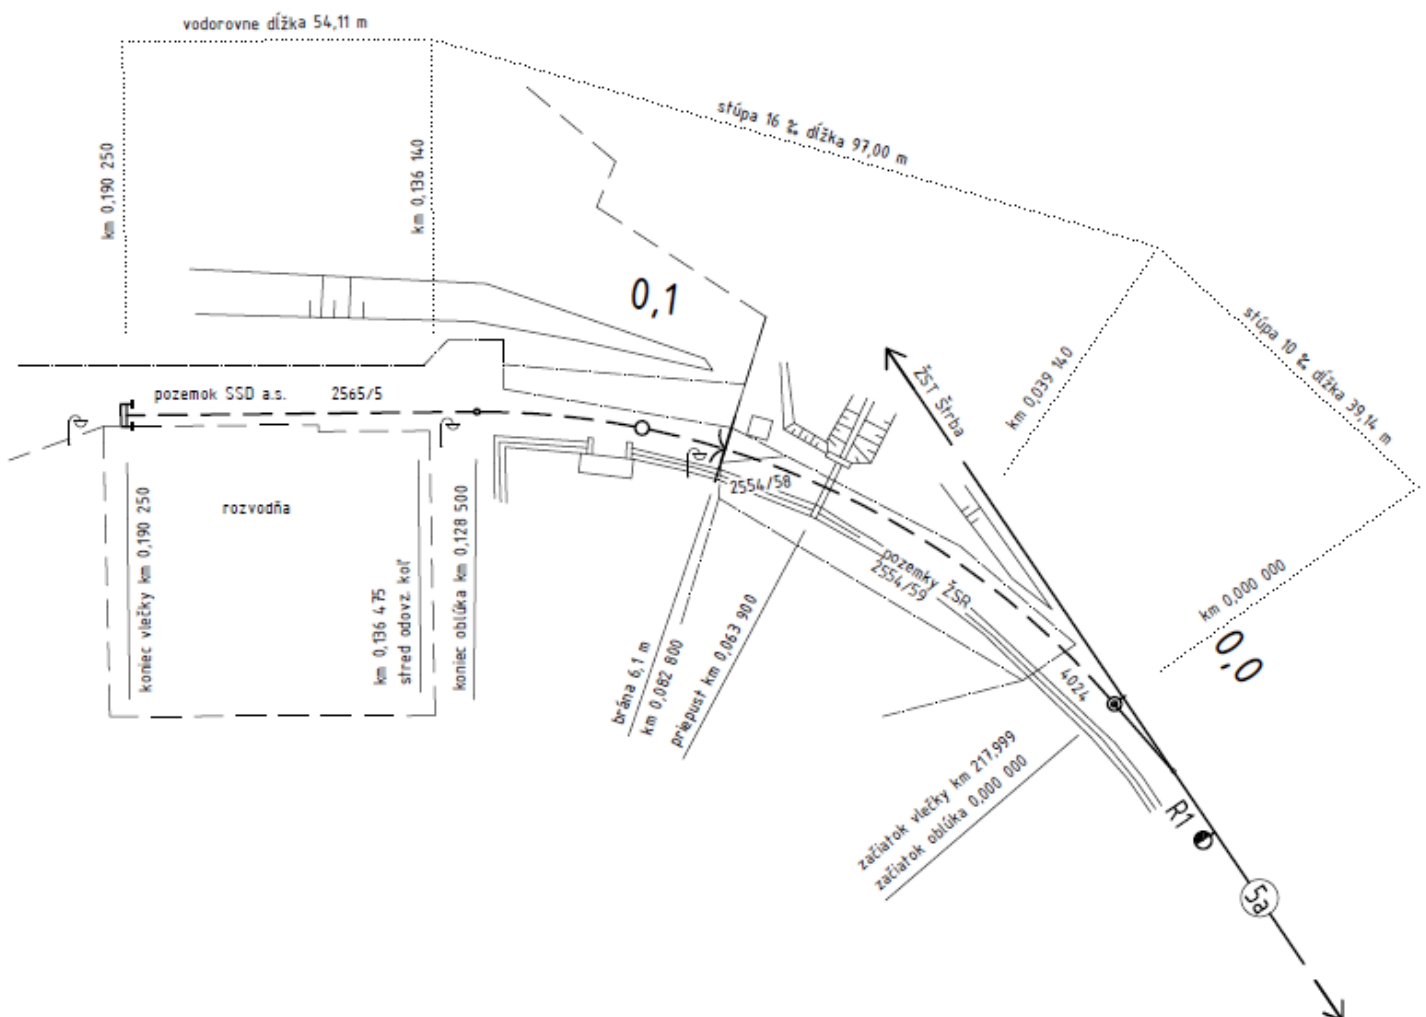 vodorovne dĺžka 54,11 m
stúpa 16 ‰ dĺžka 97,00 m
km 0,190 250
km 0,136 140
0,1
stúpa 10 ‰ dĺžka 39,14 m
ŽST Štrba
km 0,039 140
pozemok SSD a.s. 2565/5
2554/58
rozvodňa
koniec vlečky km 0,190 250
km 0,136 475
stred odovz. koľ
koniec oblúka km 0,128 500
pozemky ŽSR
2554/59
km 0,000 000
0,0
brána 6,1 m
km 0,082 800
priepust km 0,063 900
4024
začiatok vlečky km 217,999
začiatok oblúka 0,000 000
R1
5a